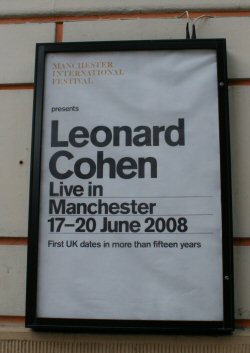 MANCHESTER
INTERNATIONAL
FESTIVAL
presents
Leonard
Cohen
Live in
Manchester
17–20 June 2008
First UK dates in more than fifteen years